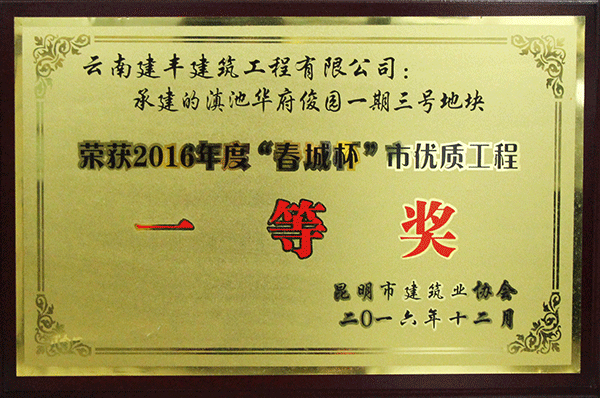 云南建丰建筑工程有限公司：
承建的滇池华府俊园一期三号地块
荣获2016年度“春城杯”市优质工程
一等奖
昆明市建筑业协会
二〇一六年十二月